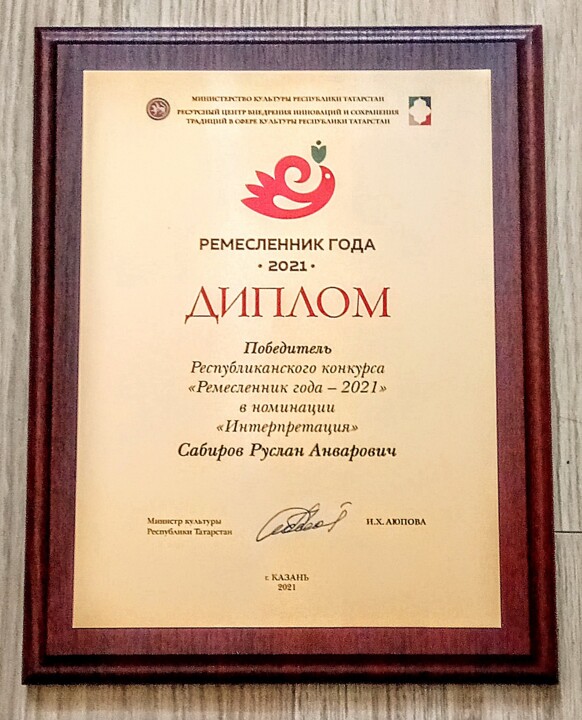 МИНИСТЕРСТВО КУЛЬТУРЫ РЕСПУБЛИКИ ТАТАРСТАН
РЕСУРСНЫЙ ЦЕНТР ВНЕДРЕНИЯ ИННОВАЦИЙ И СОХРАНЕНИЯ
ТРАДИЦИЙ В СФЕРЕ КУЛЬТУРЫ РЕСПУБЛИКИ ТАТАРСТАН
РЕМЕСЛЕННИК ГОДА
• 2021 •
ДИПЛОМ
Победитель
Республиканского конкурса
«Ремесленник года – 2021»
в номинации
«Интерпретация»
Сабиров Руслан Анварович
Министр культуры
Республики Татарстан
И.Х. АЮПОВА
г. КАЗАНЬ
2021